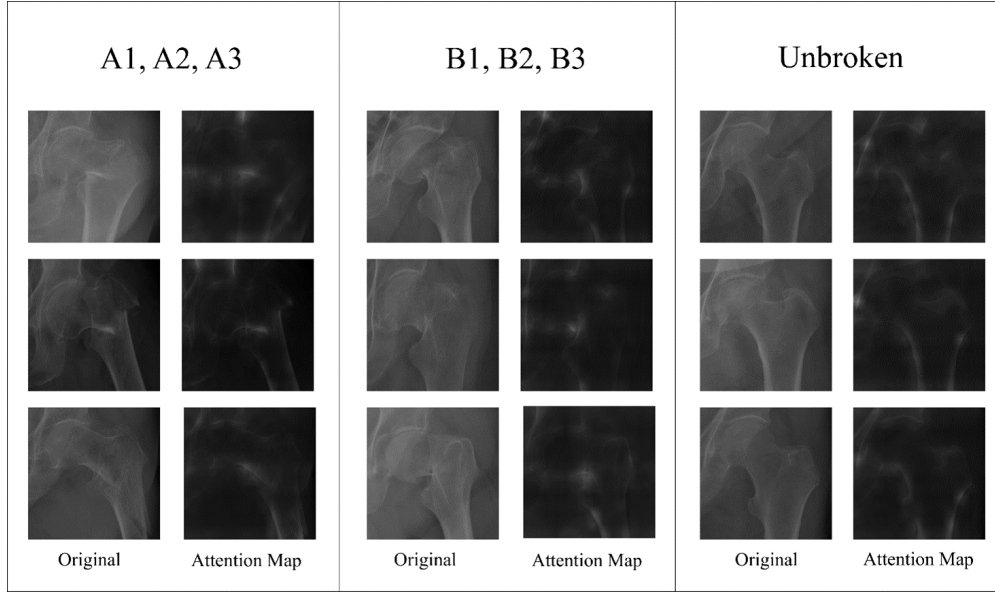 A1, A2, A3
B1, B2, B3
Unbroken
Original
Attention Map
Original
Attention Map
Original
Attention Map